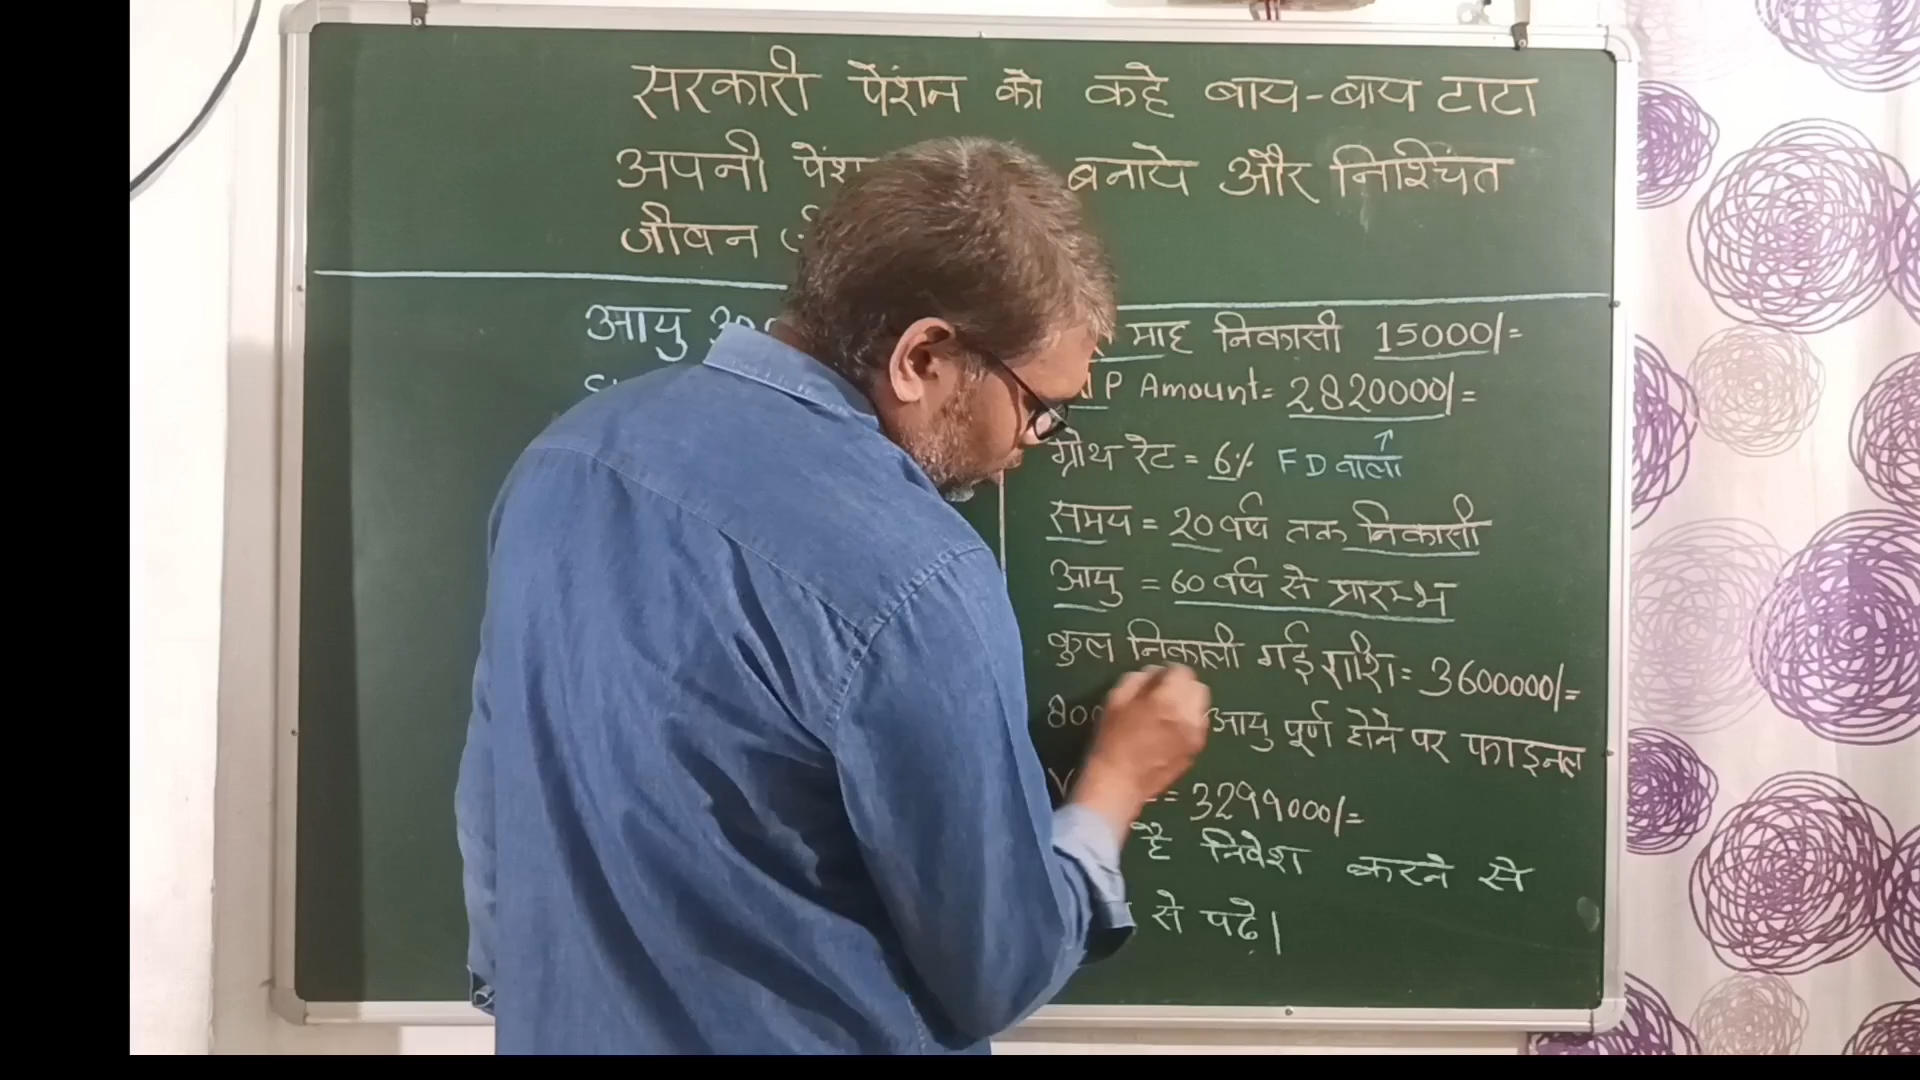 सरकारी पेंशन को कहे बाय-बाय टाटा
अपनी बनाये और निश्चिंत
जीवन
आयु
माह निकासी 15000/=
P Amount = 2820000/=
ग्रोथ रेट = 6% FD वाला ↑
समय = 20 वर्ष तक निकासी
आयु = 60 वर्ष से प्रारम्भ
कुल निकाली गई राशि = 3600000/=
आयु पूर्ण होने पर फाइनल
= 3299000/=
है निवेश करने से
से पढ़े।